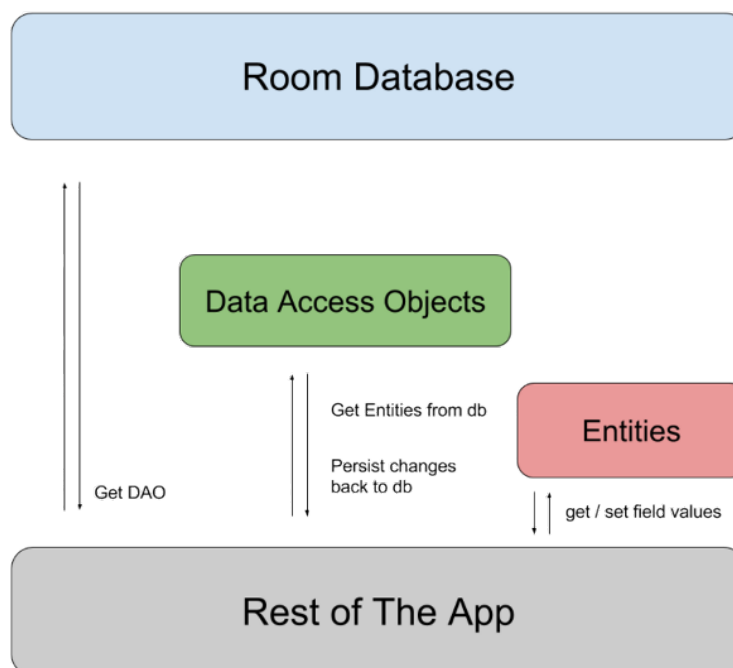 Room Database
Data Access Objects
Get Entities from db
Entities
Persist changes
back to db
Get DAO
get / set field values
Rest of The App